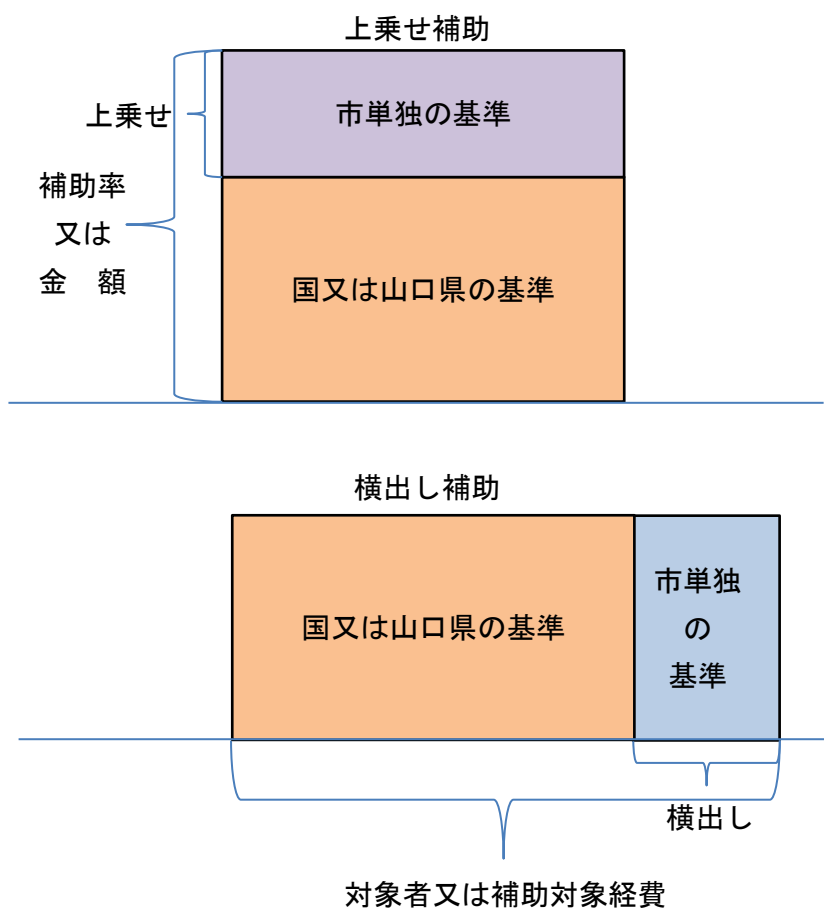 上乗せ補助
上乗せ
市単独の基準
補助率
又は
金　額
国又は山口県の基準
横出し補助
国又は山口県の基準
市単独
の
基準
横出し
対象者又は補助対象経費